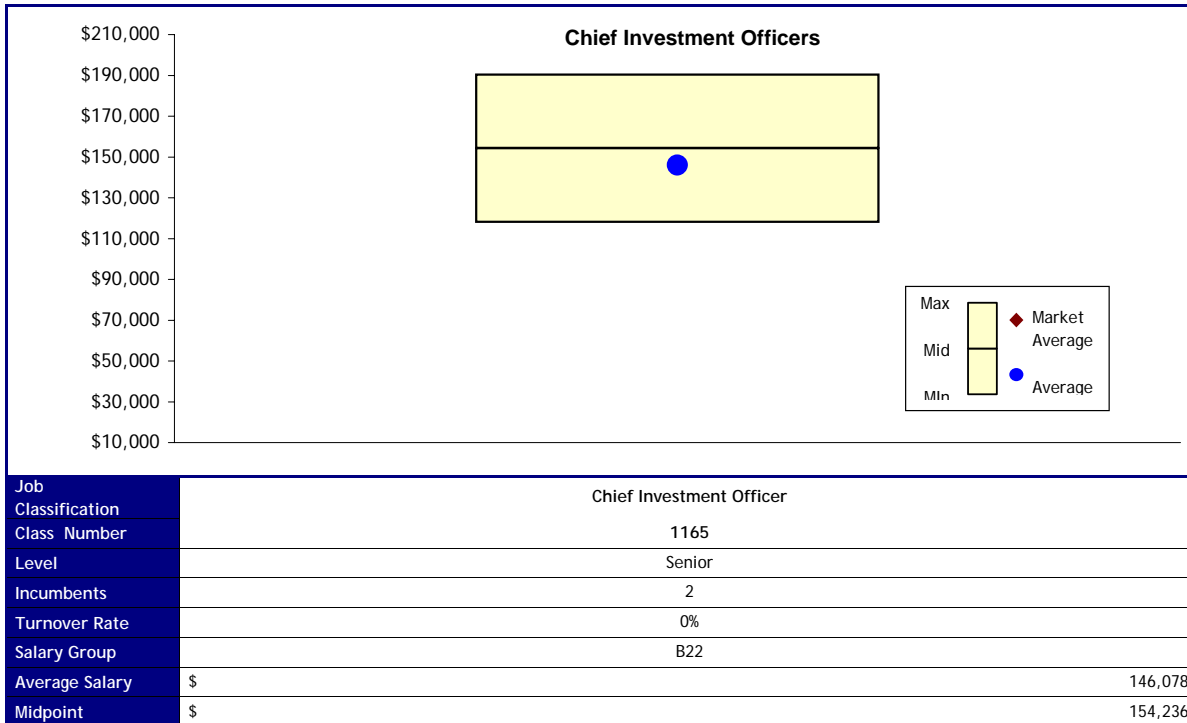 Chief Investment Officers
$210,000
$190,000
$170,000
$150,000
$130,000
$110,000
$90,000
$70,000
$50,000
$30,000
$10,000
Max
Mid
MIn
Market
Average
Average
Job
Classification
Chief Investment Officer
Class Number 1165
Level Senior
Incumbents 2
Turnover Rate 0%
Salary Group B22
Average Salary $ 146,078
Midpoint $ 154,236